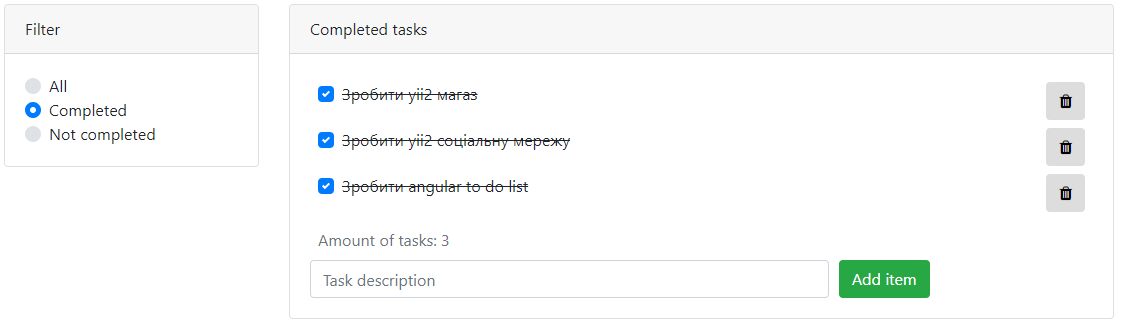 Filter
All
Completed
Not completed
Completed tasks
Зробити yii2 магаз
Зробити yii2 соціальну мережу
Зробити angular to do list
Amount of tasks: 3
Task description
Add item